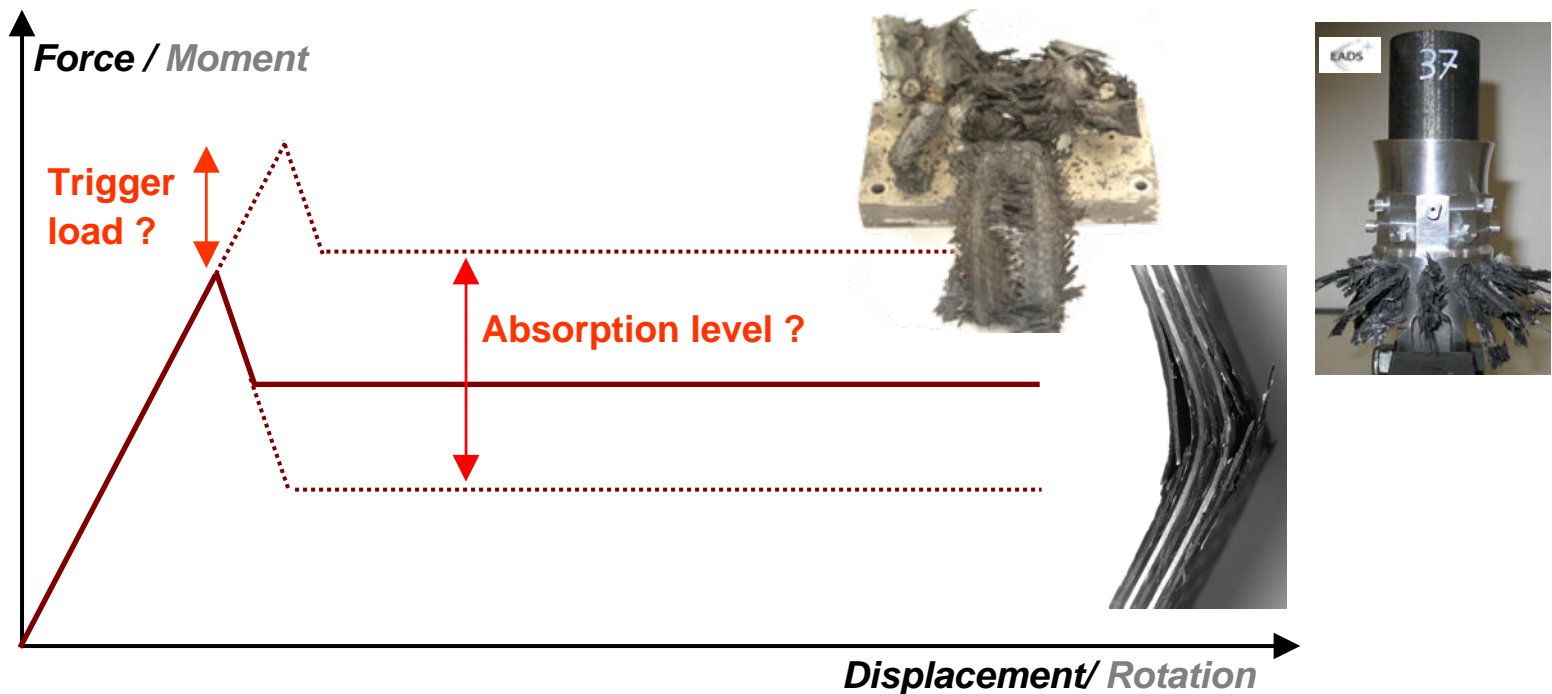 Force / Moment
Trigger
load ?
Absorption level ?
EADS
37
Displacement/ Rotation